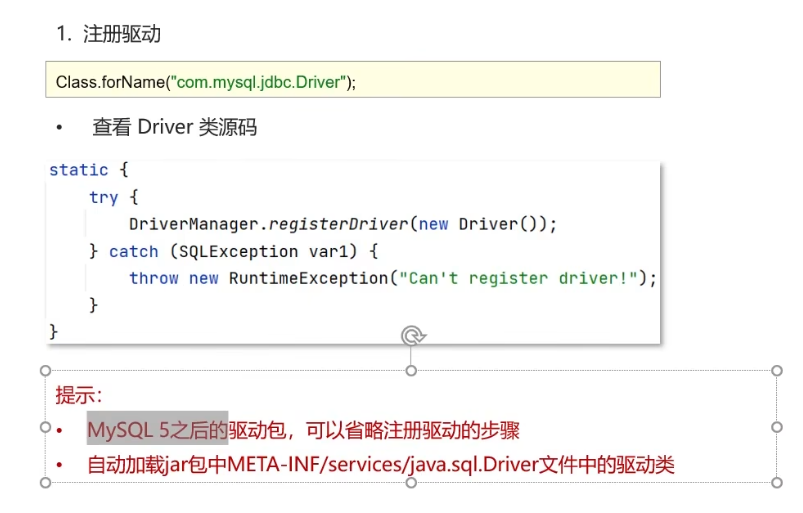 1. 注册驱动
Class.forName("com.mysql.jdbc.Driver");
• 查看 Driver 类源码
static {
    try {
        DriverManager.registerDriver(new Driver());
    } catch (SQLException var1) {
        throw new RuntimeException("Can't register driver!");
    }
}
提示：
• MySQL 5之后的驱动包，可以省略注册驱动的步骤
• 自动加载jar包中META-INF/services/java.sql.Driver文件中的驱动类